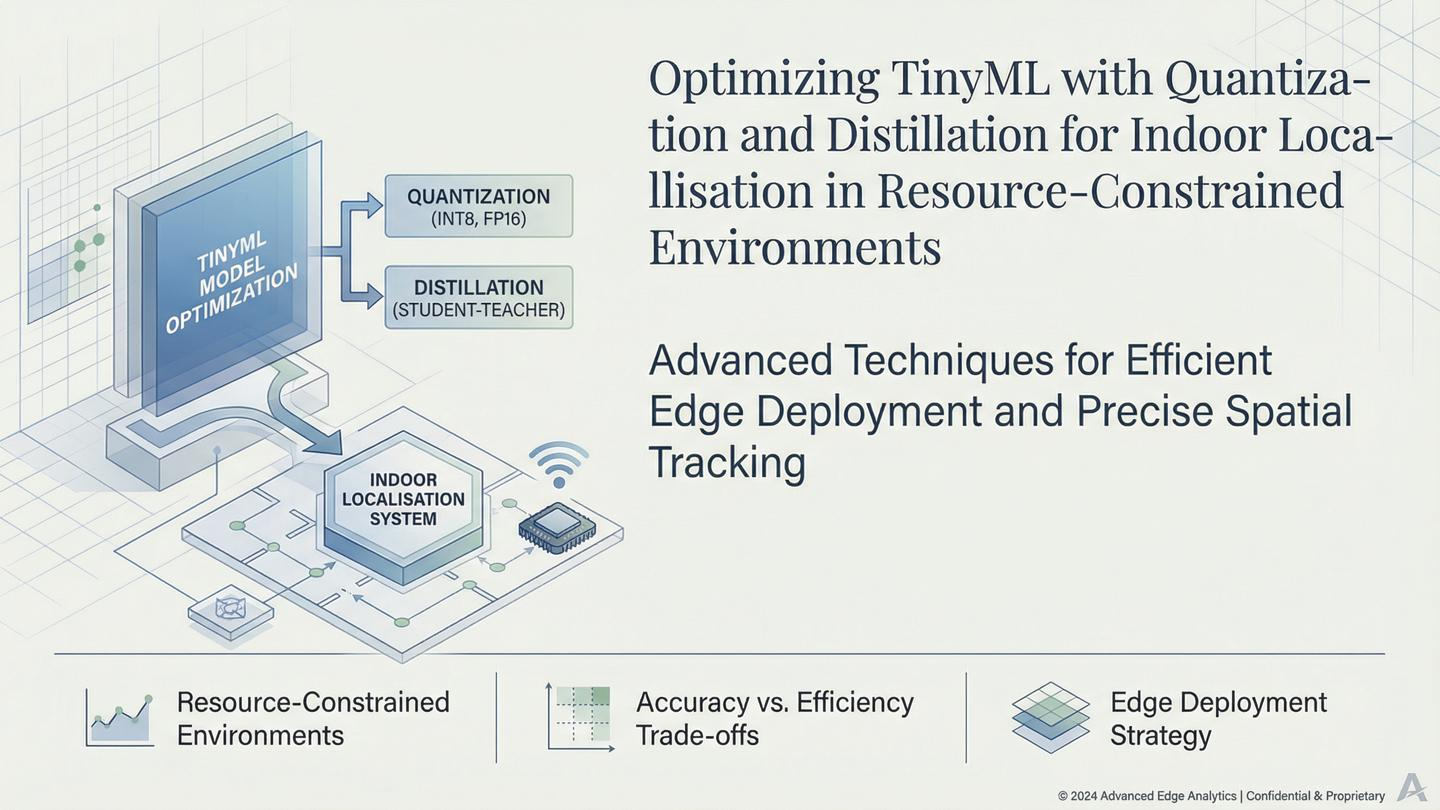 Optimizing TinyML with Quantiza-
tion and Distillation for Indoor Loca-
llisation in Resource-Constrained
Environments
Advanced Techniques for Efficient
Edge Deployment and Precise Spatial
Tracking
TINYML
MODEL
OPTIMIZATION
QUANTIZATION
(INT8, FP16)
DISTILLATION
(STUDENT-TEACHER)
INDOOR
LOCALISATION
SYSTEM
Resource-Constrained
Environments
Accuracy vs. Efficiency
Trade-offs
Edge Deployment
Strategy
© 2024 Advanced Edge Analytics | Confidential & Proprietary